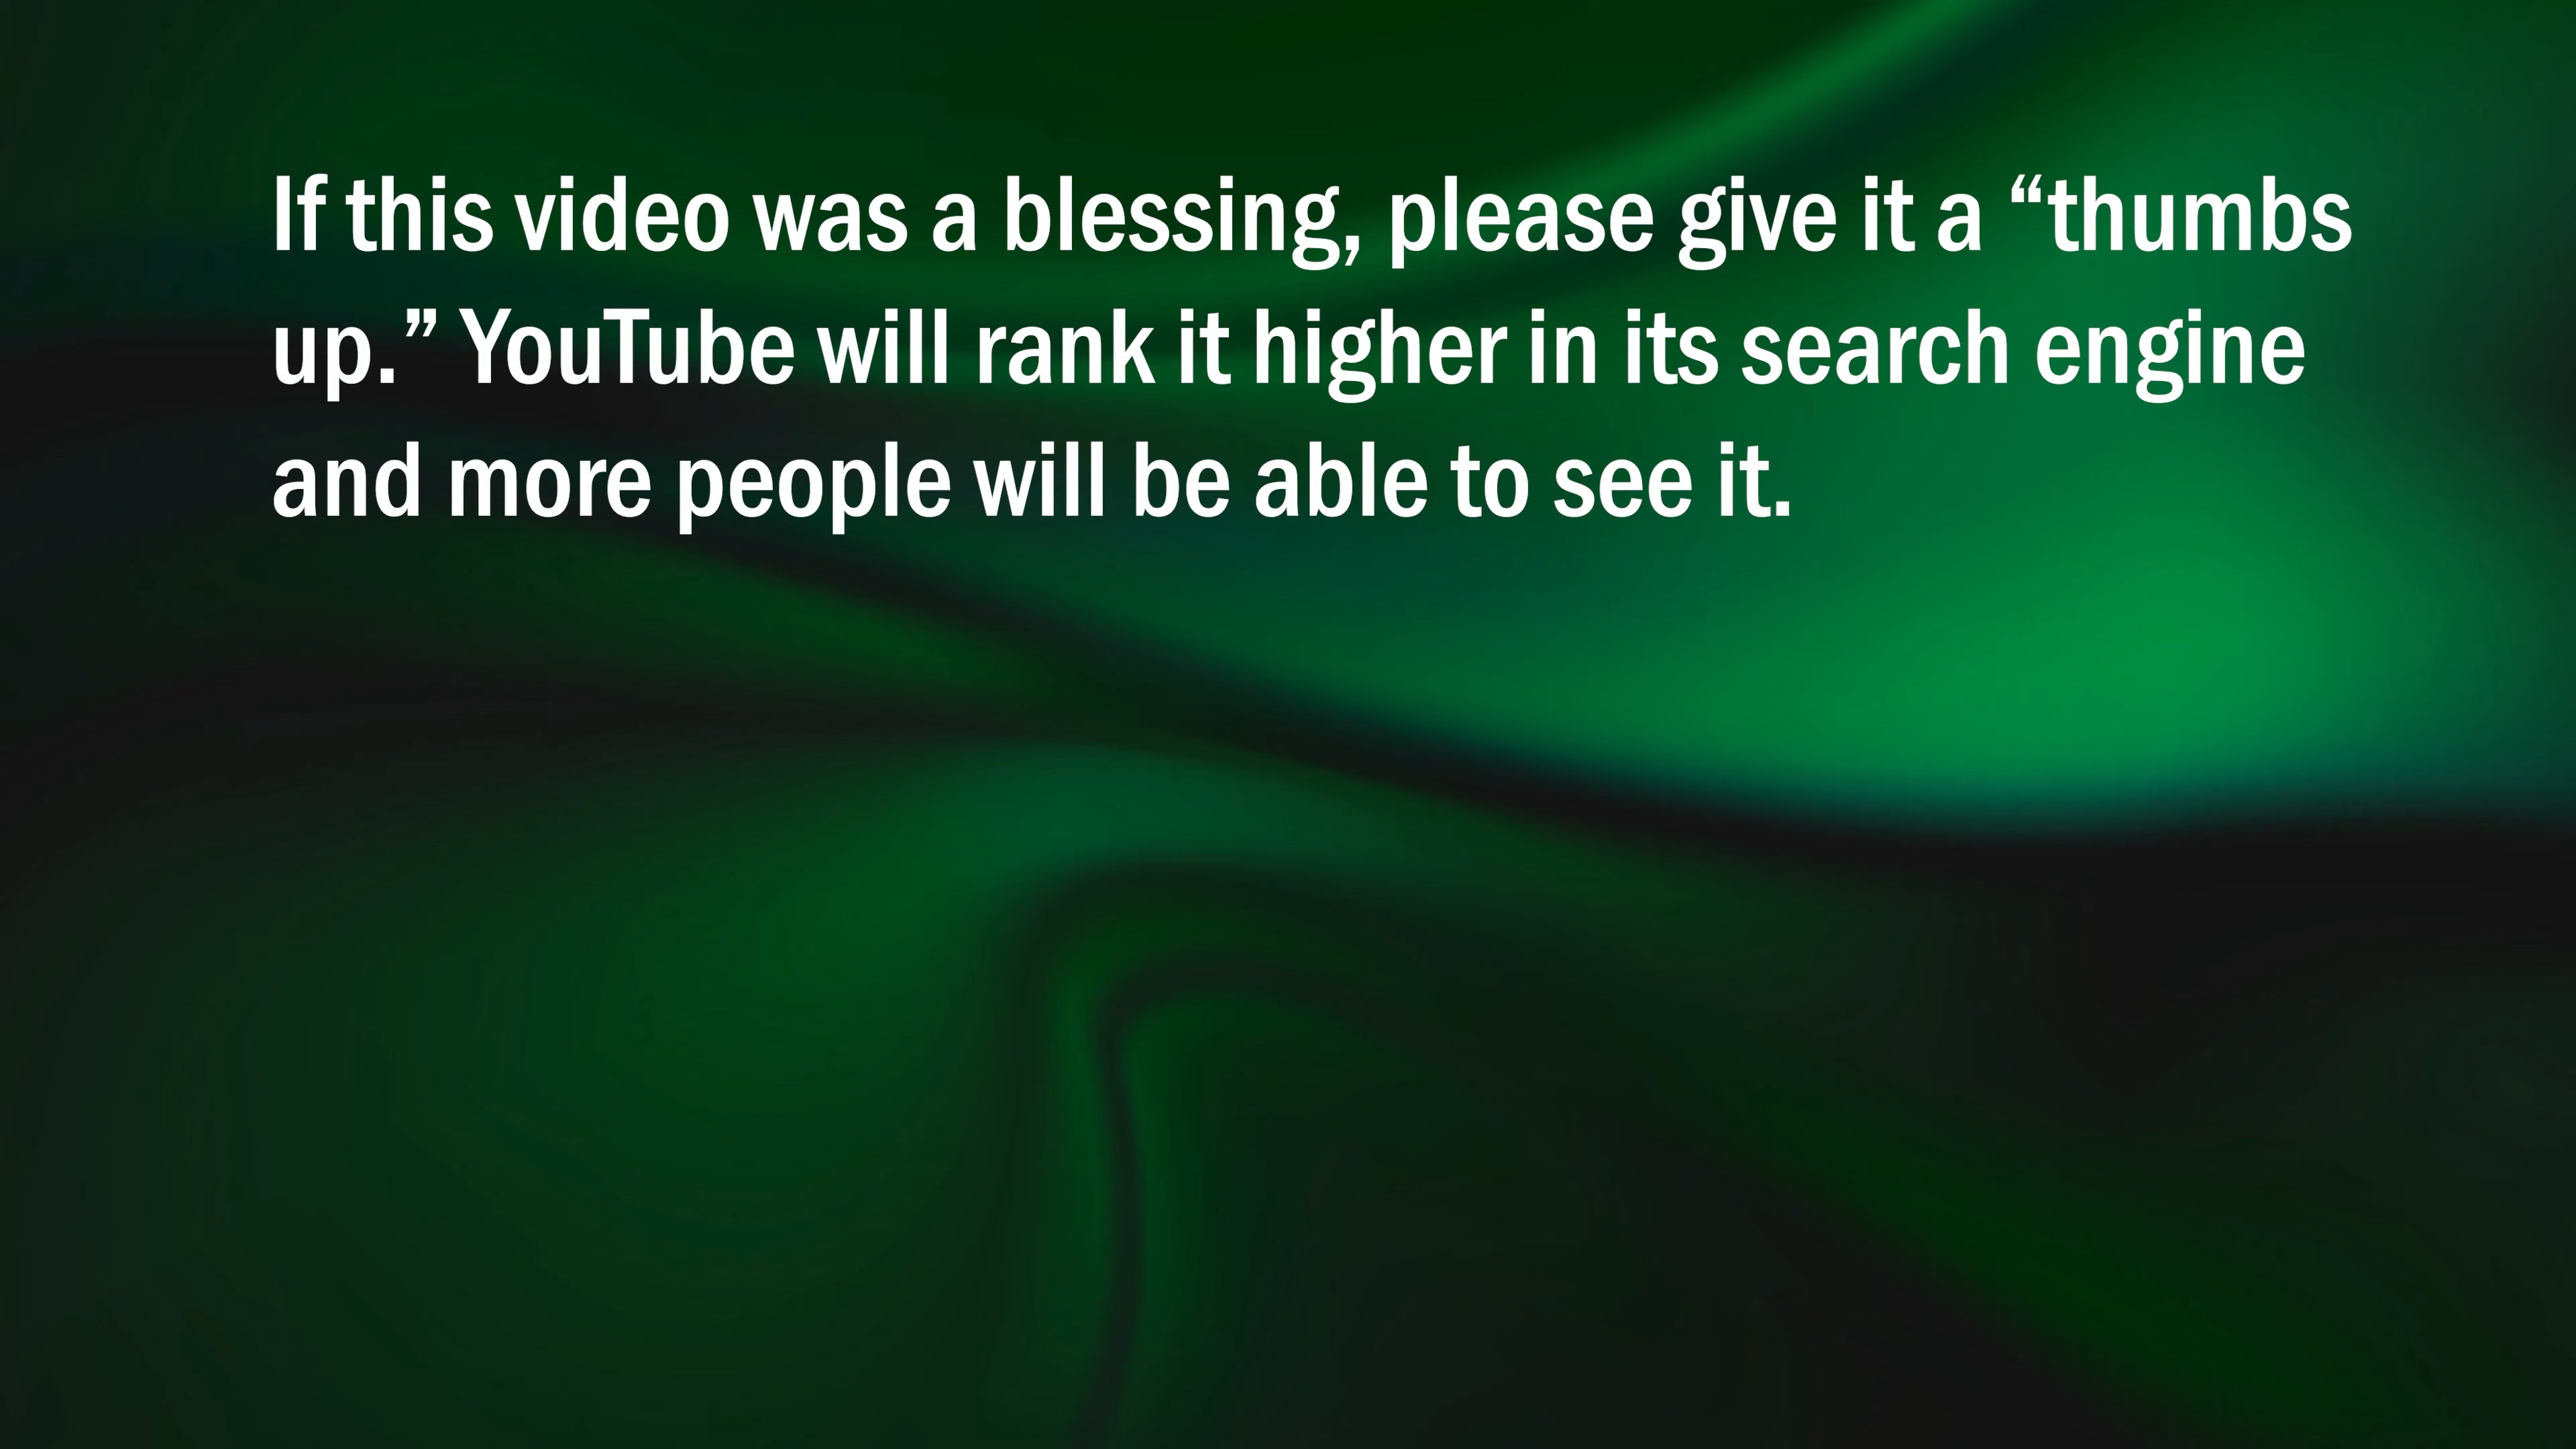 If this video was a blessing, please give it a “thumbs
up.” YouTube will rank it higher in its search engine
and more people will be able to see it.